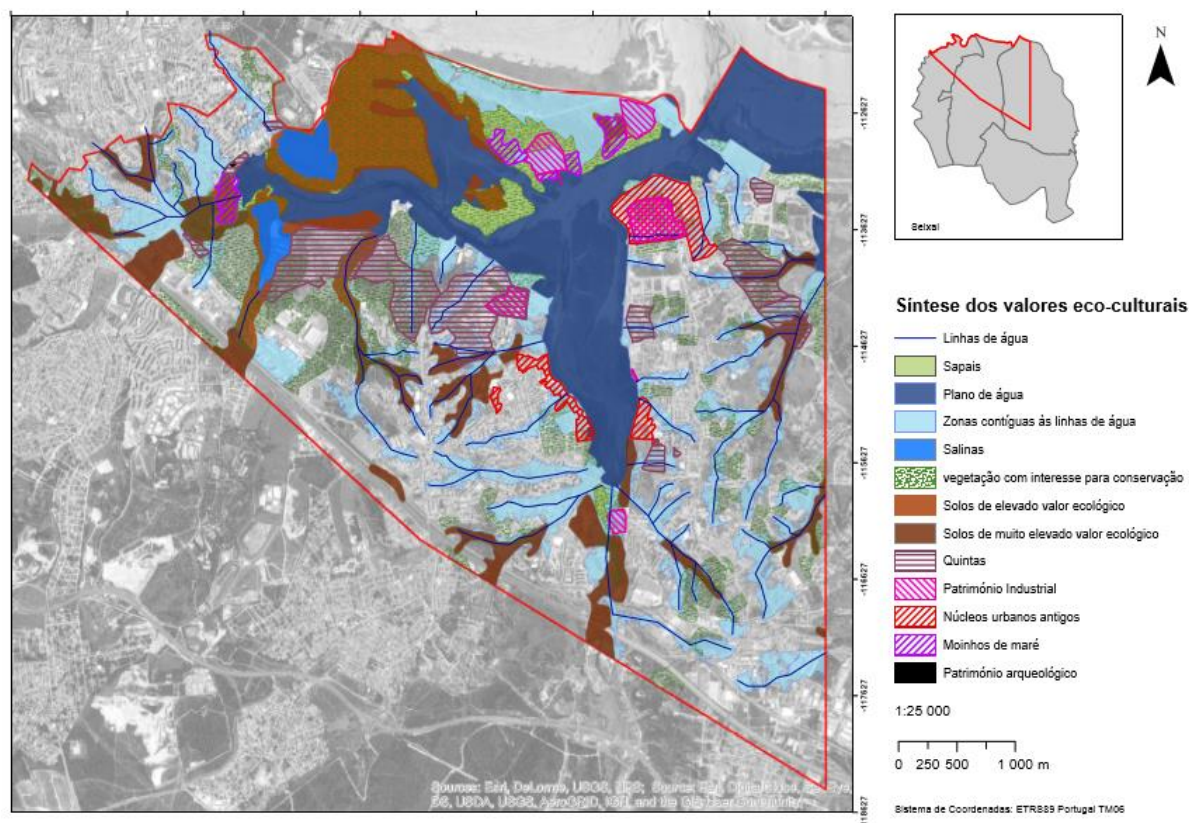 N
Seixal
-112627
-113627
-114627
-115627
-116627
-117627
-118627
Síntese dos valores eco-culturais
Linhas de água
Sapais
Plano de água
Zonas contíguas às linhas de água
Salinas
vegetação com interesse para conservação
Solos de elevado valor ecológico
Solos de muito elevado valor ecológico
Quintas
Património Industrial
Núcleos urbanos antigos
Moinhos de maré
Património arqueológico
1:25 000
0 250 500 1 000 m
Sistema de Coordenadas: ETRS89 Portugal TM06
Sources: Esri, DeLorme, USGS, Source: Esri,
USDA, USGS, AeroGRID, IGN, and the GIS User Community